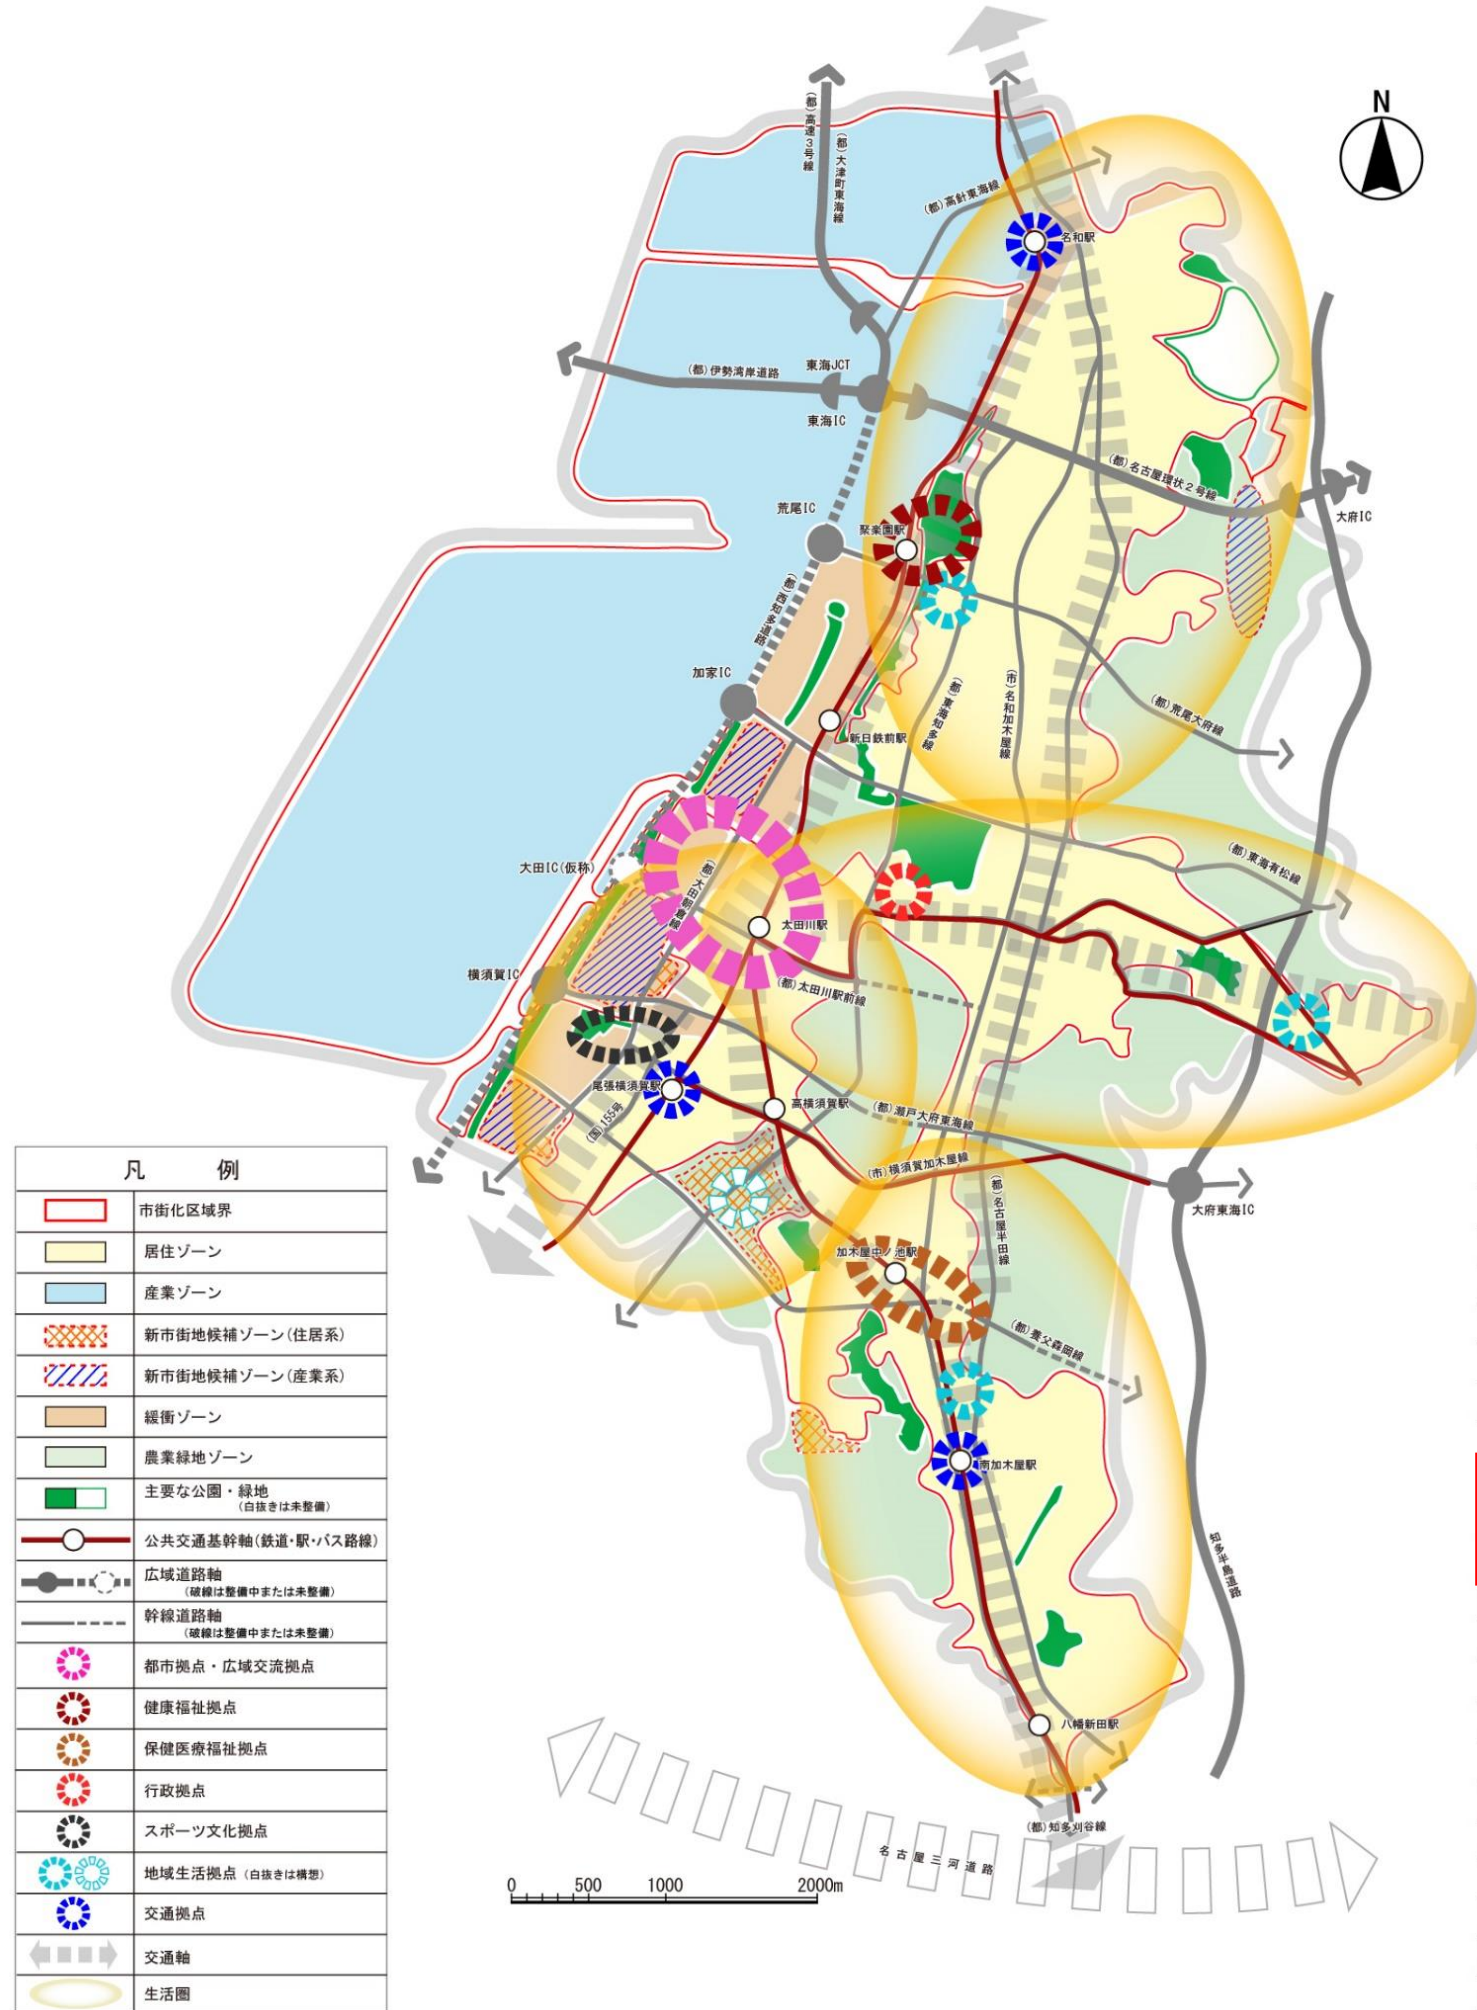 N
(都)高速3号線
(都)大津町東海線
(都)高針東海線
名和駅
(都)伊勢湾岸道路
東海JCT
東海IC
(都)名古屋環状2号線
大府IC
荒尾IC
聚楽園駅
(都)西知多道路
加家IC
新日鉄前駅
(都)東海知多線
(市)名和加木屋線
(都)荒尾大府線
大田IC(仮称)
(都)大田朝倉線
(都)東海有松線
太田川駅
横須賀IC
(都)太田川駅前線
尾張横須賀駅
高横須賀駅
(国)155号
(都)瀬戸大府東海線
(市)横須賀加木屋線
(都)名古屋半田線
大府東海IC
加木屋中ノ池駅
(都)養父森岡線
南加木屋駅
知多半島道路
八幡新田駅
(都)知多刈谷線
名古屋三河道路
0 500 1000 2000m
凡 例
市街化区域界
居住ゾーン
産業ゾーン
新市街地候補ゾーン(住居系)
新市街地候補ゾーン(産業系)
緩衝ゾーン
農業緑地ゾーン
主要な公園・緑地
(白抜きは未整備)
公共交通基幹軸(鉄道・駅・バス路線)
広域道路軸
(破線は整備中または未整備)
幹線道路軸
(破線は整備中または未整備)
都市拠点・広域交流拠点
健康福祉拠点
保健医療福祉拠点
行政拠点
スポーツ文化拠点
地域生活拠点 (白抜きは構想)
交通拠点
交通軸
生活圏